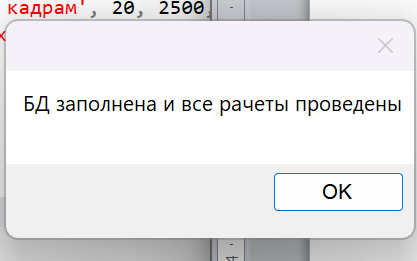 кадрам', 20, 2500,
БД заполнена и все рачеты проведены
OK